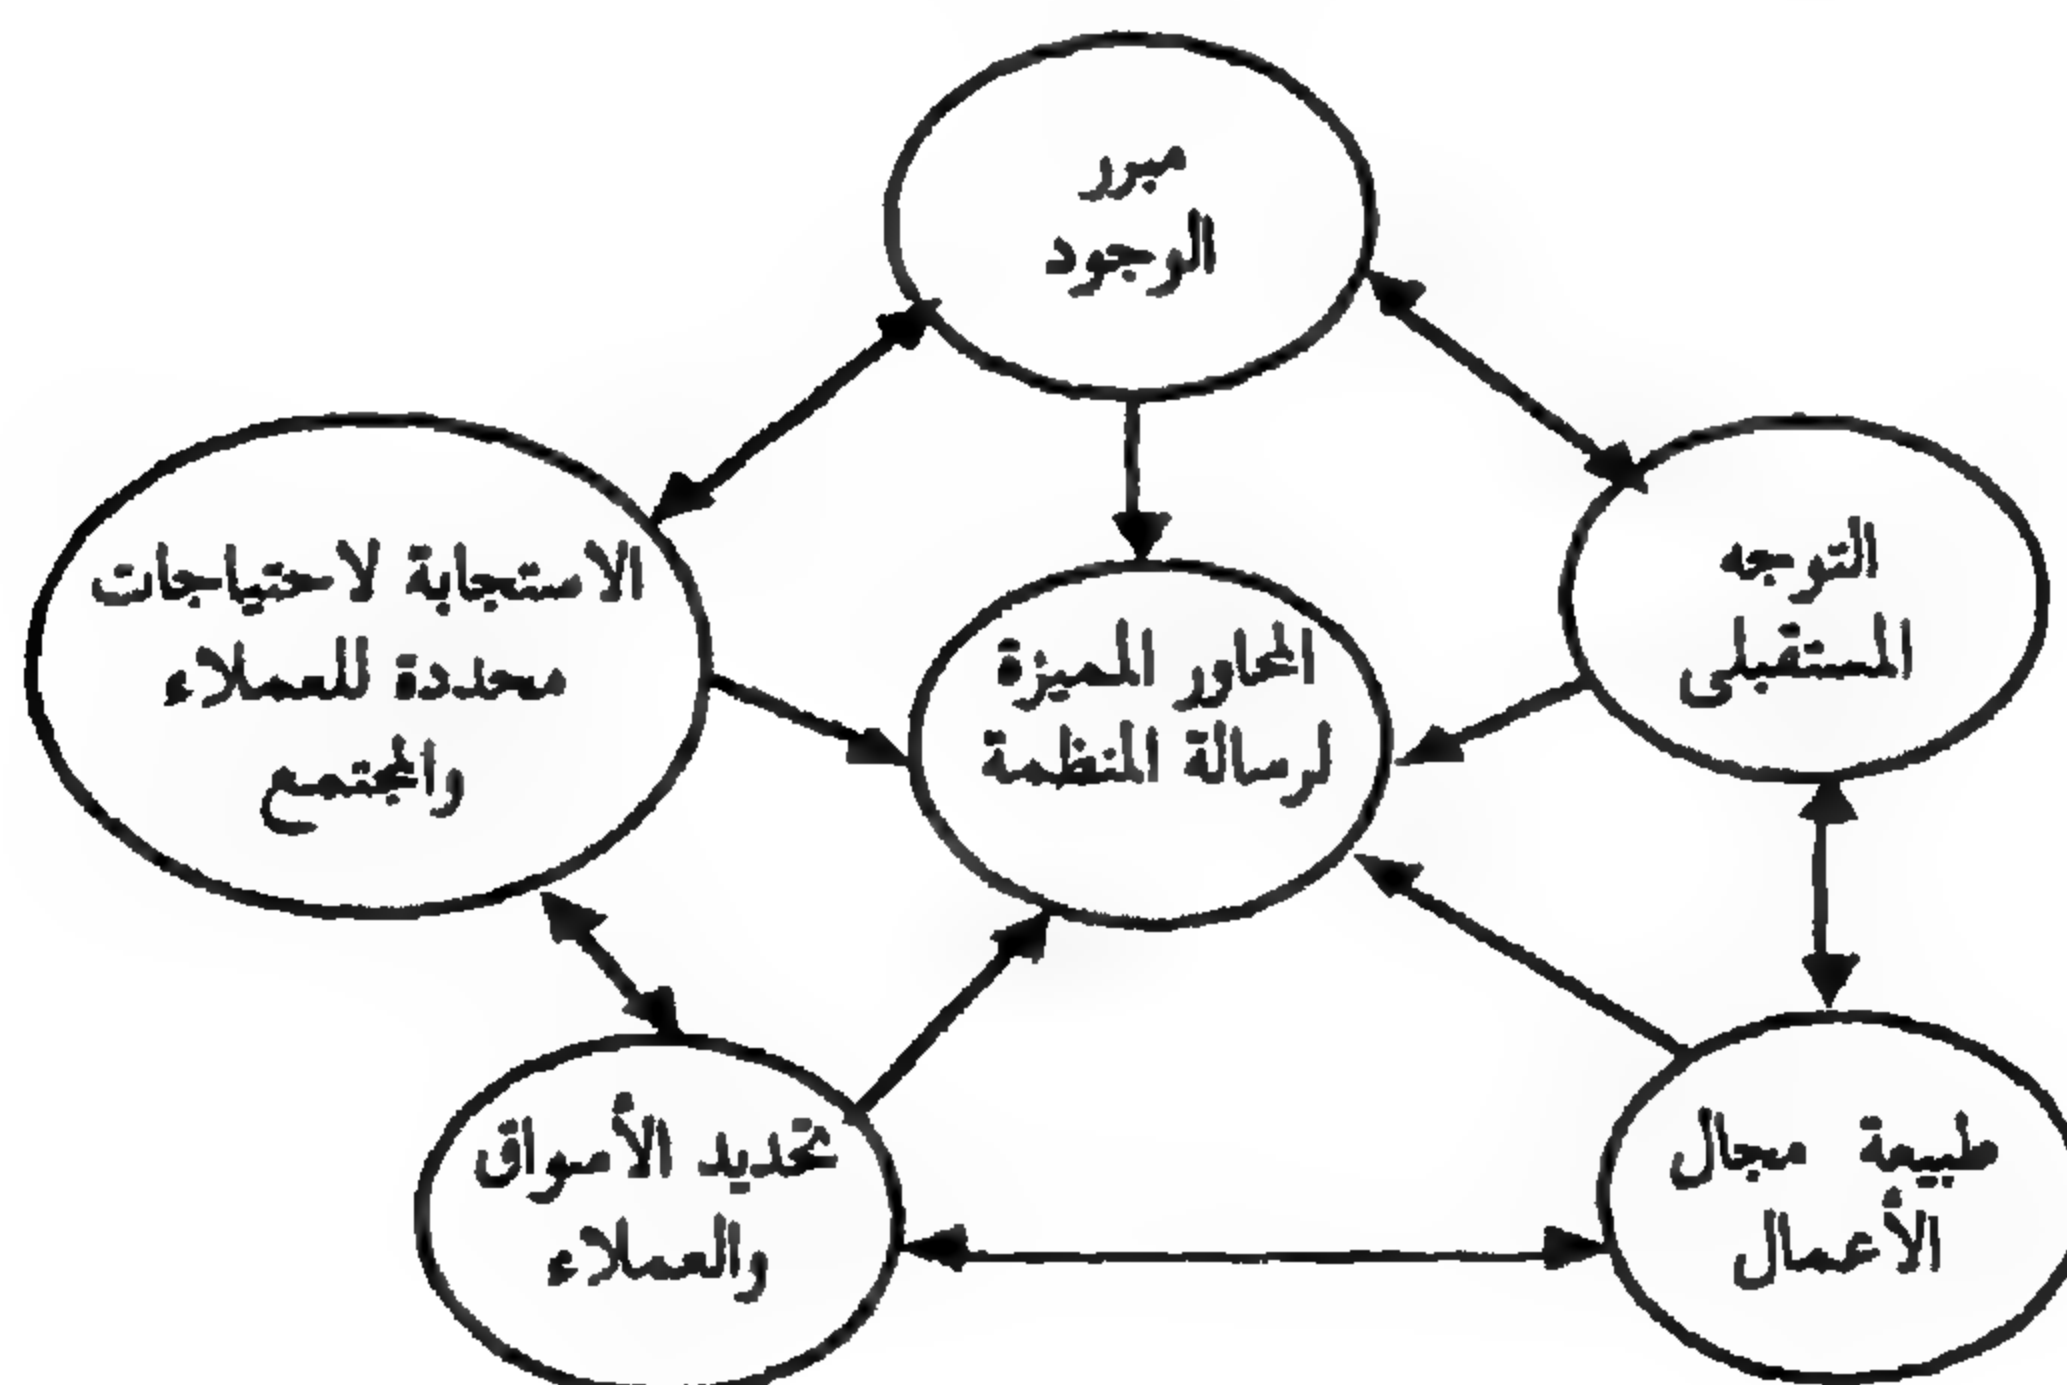 مبرر
الوجود
التوجه
المستقبلى
الاستجابة لاحتياجات
محددة للعملاء
والمجتمع
المحاور المميزة
لرسالة المنظمة
طبيعة مجال
الأعمال
تحديد الأسواق
والعملاء